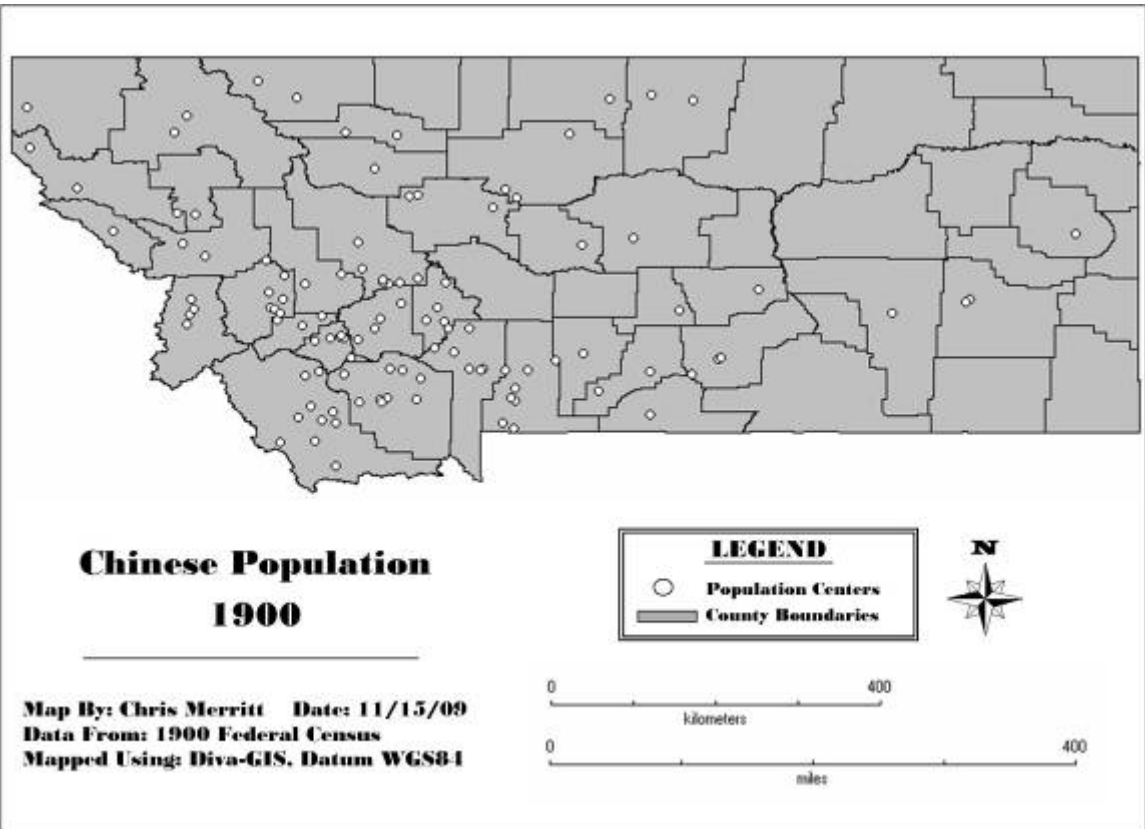 Chinese Population
1900
Map By: Chris Merritt Date: 11/15/09
Data From: 1900 Federal Census
Mapped Using: Diva-GIS, Datum WGS84
LEGEND
Population Centers
County Boundaries
N
0 400
kilometers
0 400
miles